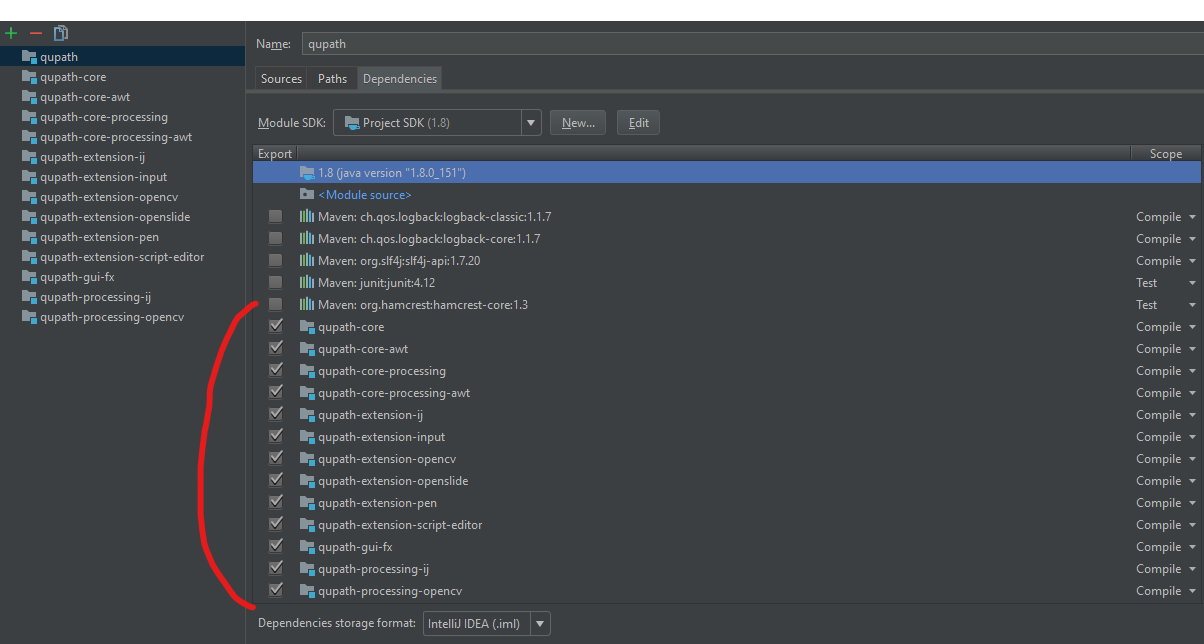 qupath
qupath-core
qupath-core-awt
qupath-core-processing
qupath-core-processing-awt
qupath-extension-ij
qupath-extension-input
qupath-extension-opencv
qupath-extension-openslide
qupath-extension-pen
qupath-extension-script-editor
qupath-gui-fx
qupath-processing-ij
qupath-processing-opencv
Name: qupath
Sources Paths Dependencies
Module SDK: Project SDK (1.8) New... Edit
Export Scope
1.8 (java version "1.8.0_151")
<Module source>
Maven: ch.qos.logback:logback-classic:1.1.7 Compile
Maven: ch.qos.logback:logback-core:1.1.7 Compile
Maven: org.slf4j:slf4j-api:1.7.20 Compile
Maven: junit:junit:4.12 Test
Maven: org.hamcrest:hamcrest-core:1.3 Test
qupath-core Compile
qupath-core-awt Compile
qupath-core-processing Compile
qupath-core-processing-awt Compile
qupath-extension-ij Compile
qupath-extension-input Compile
qupath-extension-opencv Compile
qupath-extension-openslide Compile
qupath-extension-pen Compile
qupath-extension-script-editor Compile
qupath-gui-fx Compile
qupath-processing-ij Compile
qupath-processing-opencv Compile
Dependencies storage format: IntelliJ IDEA (.iml)